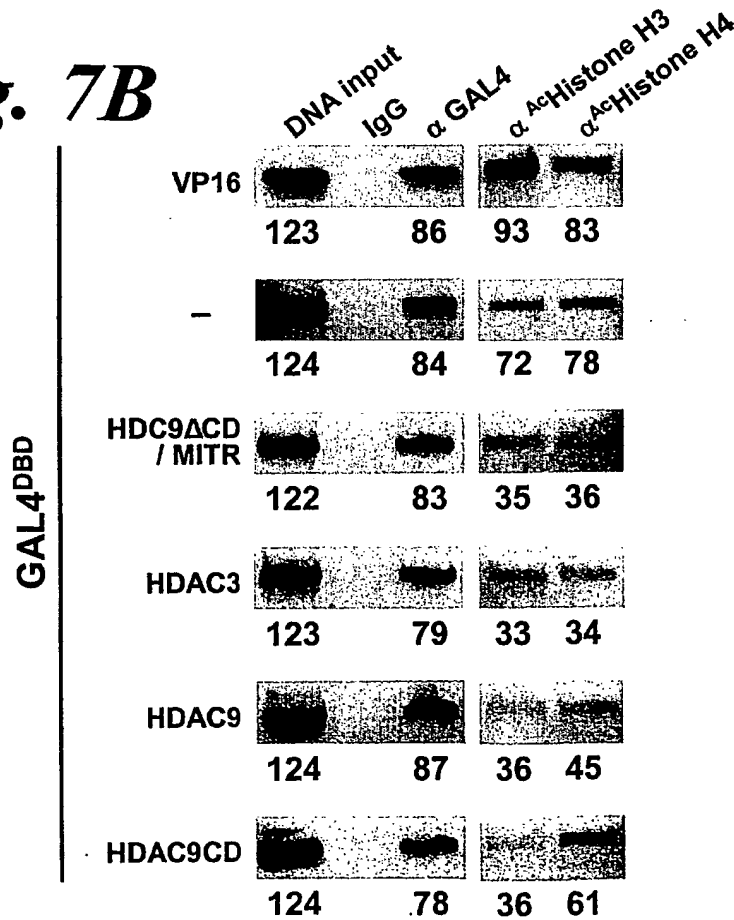 g. 7B
DNA input IgG α GAL4 α AcHistone H3 αAcHistone H4
GAL4DBD
VP16
123 86 93 83
–
124 84 72 78
HDC9ΔCD
/ MITR
122 83 35 36
HDAC3
123 79 33 34
HDAC9
124 87 36 45
HDAC9CD
124 .78 36 61